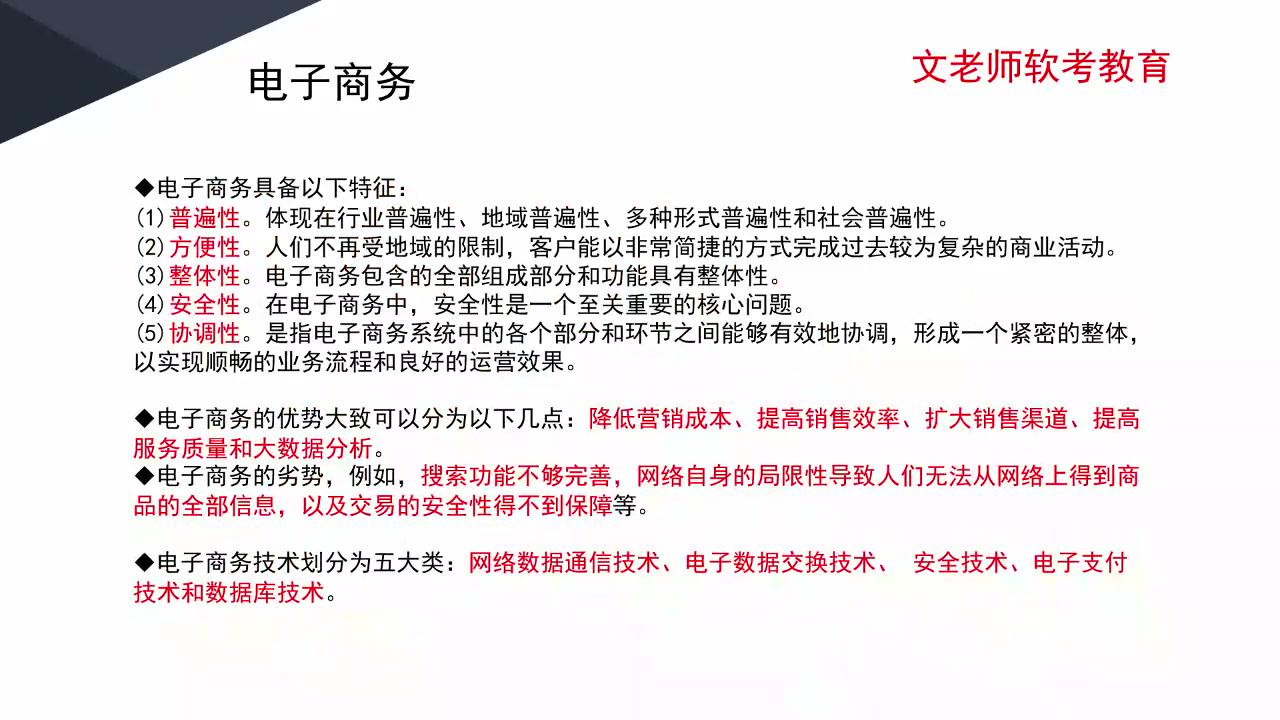 电子商务
文老师软考教育
◆电子商务具备以下特征：
(1)普遍性。体现在行业普遍性、地域普遍性、多种形式普遍性和社会普遍性。
(2)方便性。人们不再受地域的限制，客户能以非常简捷的方式完成过去较为复杂的商业活动。
(3)整体性。电子商务包含的全部组成部分和功能具有整体性。
(4)安全性。在电子商务中，安全性是一个至关重要的核心问题。
(5)协调性。是指电子商务系统中的各个部分和环节之间能够有效地协调，形成一个紧密的整体，
以实现顺畅的业务流程和良好的运营效果。
◆电子商务的优势大致可以分为以下几点：降低营销成本、提高销售效率、扩大销售渠道、提高
服务质量和大数据分析。
◆电子商务的劣势，例如，搜索功能不够完善，网络自身的局限性导致人们无法从网络上得到商
品的全部信息，以及交易的安全性得不到保障等。
◆电子商务技术划分为五大类：网络数据通信技术、电子数据交换技术、 安全技术、电子支付
技术和数据库技术。